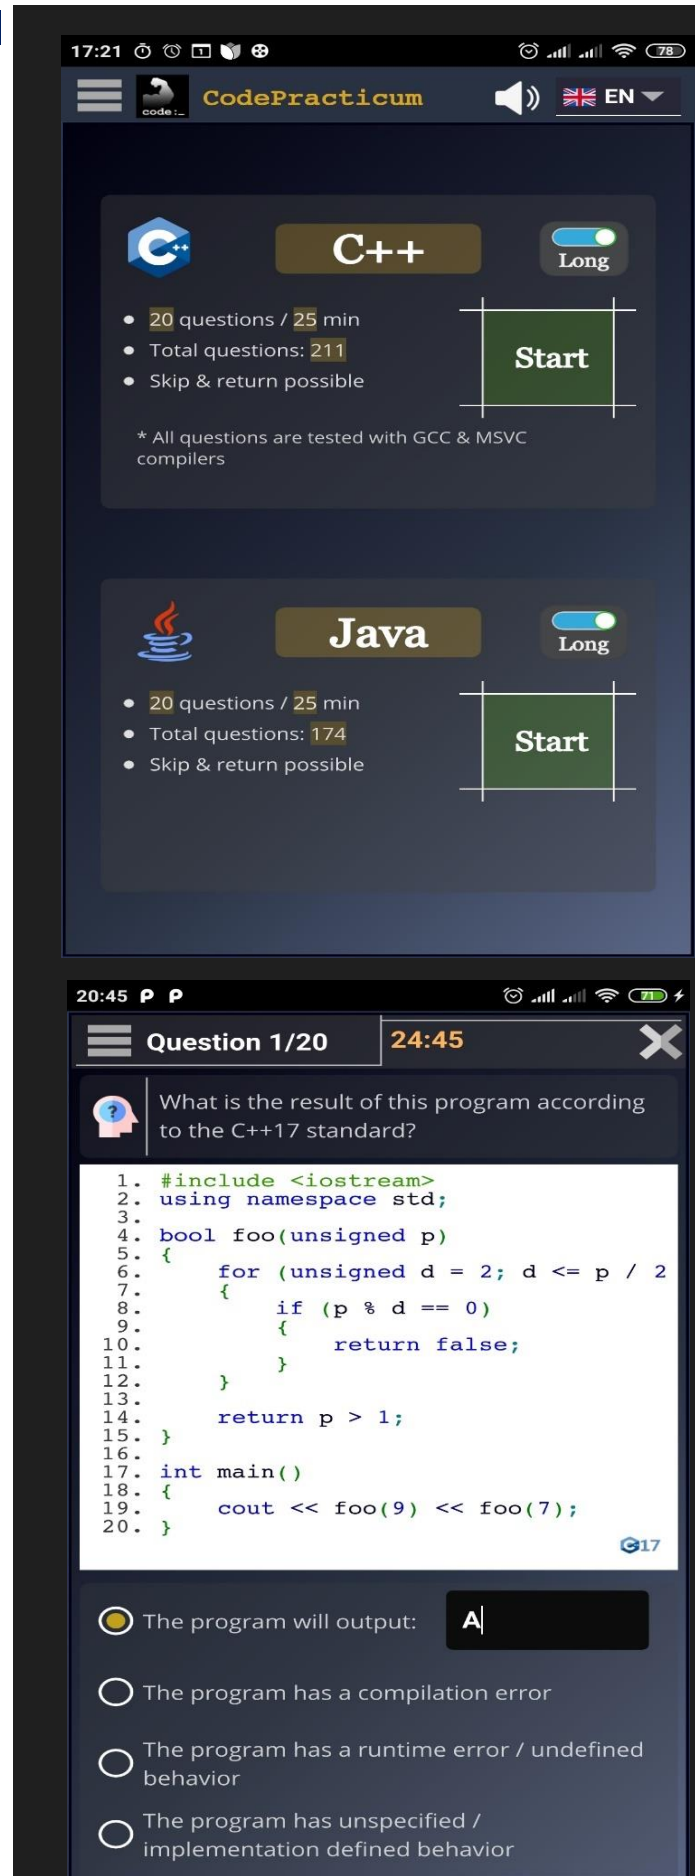 17:21
1
78
code:_
CodePracticum
EN
C++
Long
20 questions / 25 min
Total questions: 211
Skip & return possible
Start
* All questions are tested with GCC & MSVC
compilers
Java
Long
20 questions / 25 min
Total questions: 174
Skip & return possible
Start
20:45 P P
71
Question 1/20
24:45
?
What is the result of this program according
to the C++17 standard?
1. #include <iostream>
2. using namespace std;
3.
4. bool foo(unsigned p)
5. {
6. for (unsigned d = 2; d <= p / 2
7. {
8. if (p % d == 0)
9. {
10. return false;
11. }
12. }
13.
14. return p > 1;
15. }
16.
17. int main()
18. {
19. cout << foo(9) << foo(7);
20. }
C17
The program will output: A
The program has a compilation error
The program has a runtime error / undefined
behavior
The program has unspecified /
implementation defined behavior